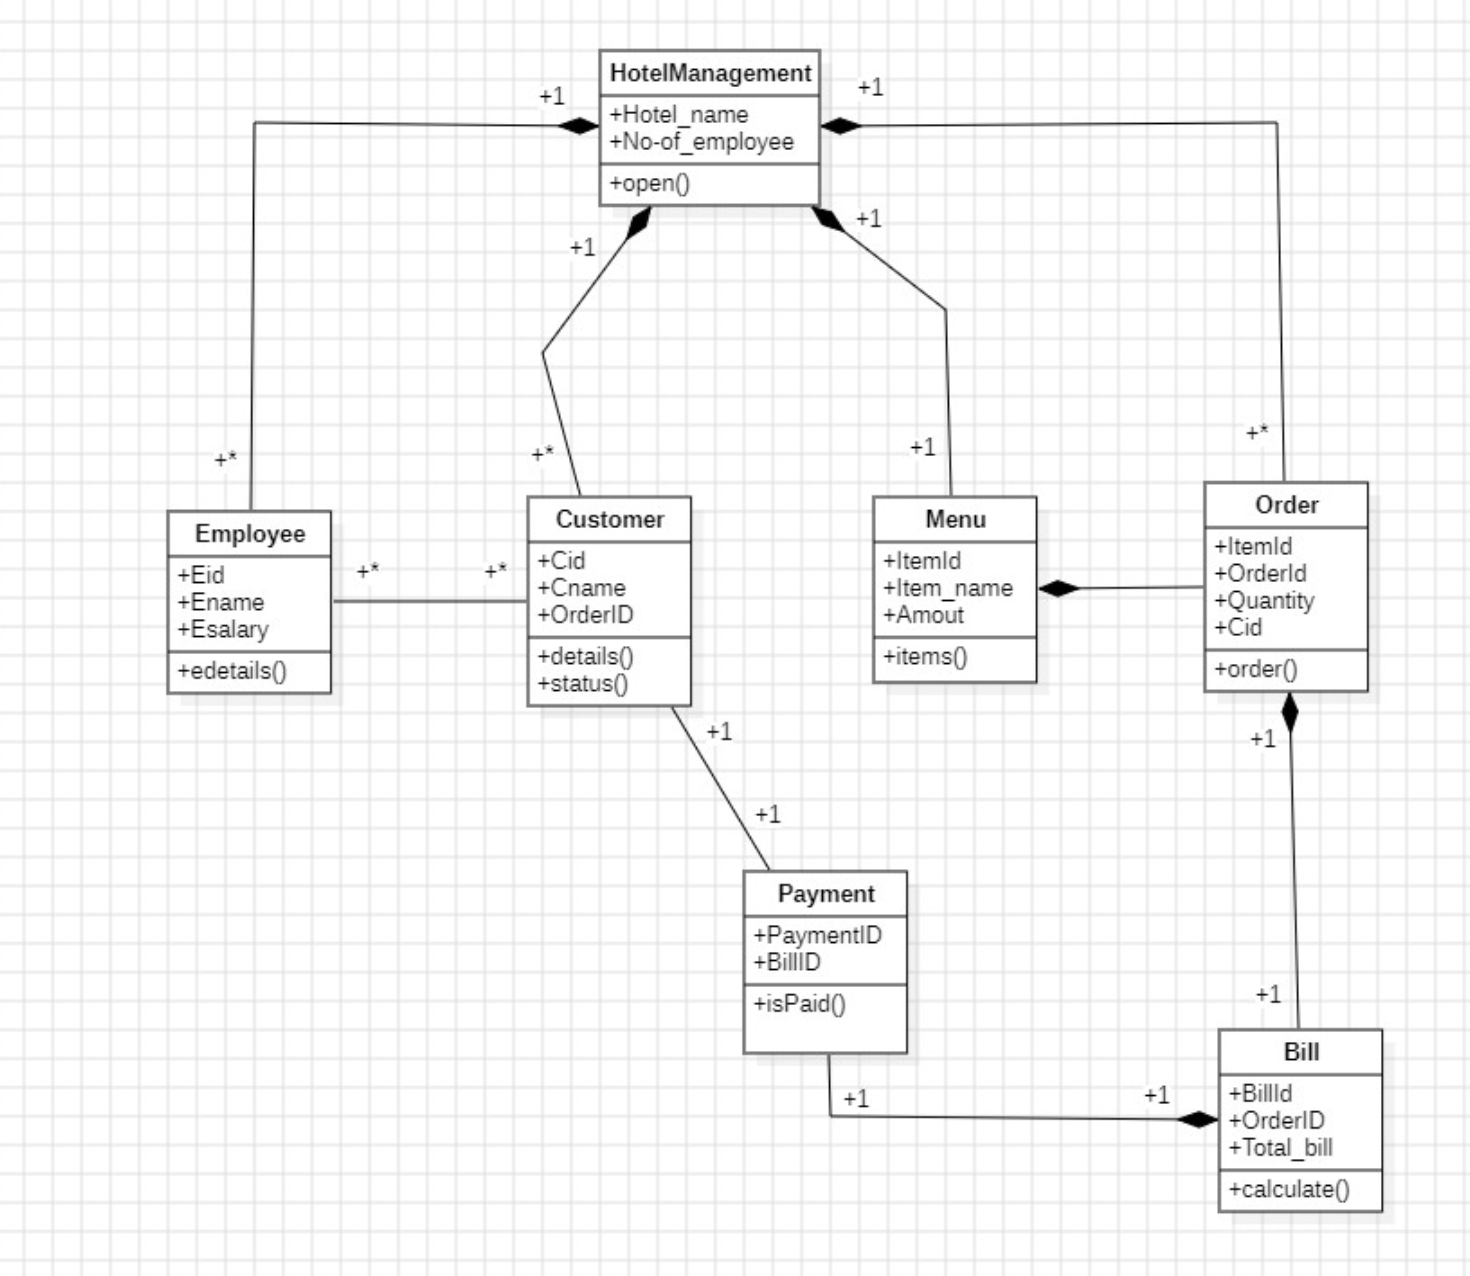 HotelManagement
+Hotel_name
+No-of_employee
+open()
+1
+1
+1
+1
+*
+*
+1
+*
Employee
+Eid
+Ename
+Esalary
+edetails()
+*
+*
Customer
+Cid
+Cname
+OrderID
+details()
+status()
Menu
+ItemId
+Item_name
+Amout
+items()
Order
+ItemId
+OrderId
+Quantity
+Cid
+order()
+1
+1
+1
+1
Payment
+PaymentID
+BillID
+isPaid()
+1
+1
Bill
+BillId
+OrderID
+Total_bill
+calculate()